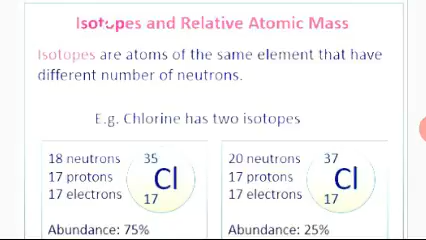 Isotopes and Relative Atomic Mass
Isotopes are atoms of the same element that have
different number of neutrons.
E.g. Chlorine has two isotopes
18 neutrons
17 protons
17 electrons
35
Cl
17
Abundance: 75%
20 neutrons
17 protons
17 electrons
37
Cl
17
Abundance: 25%